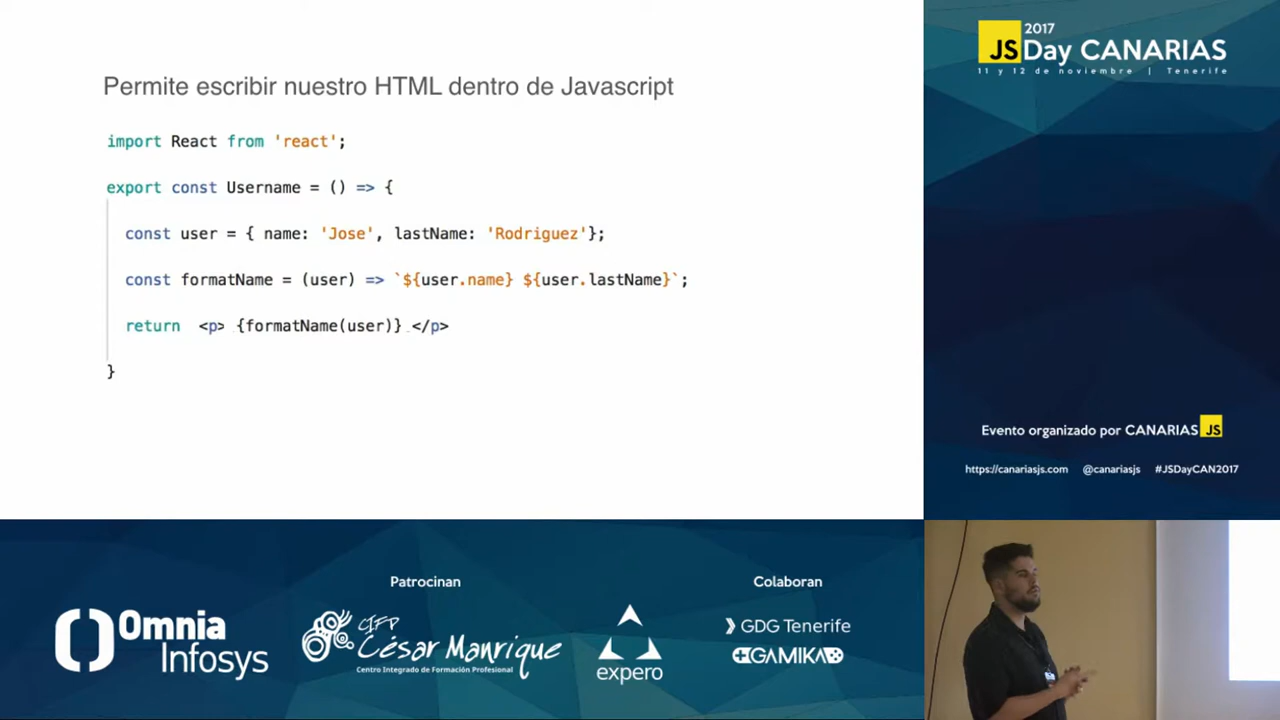 Permite escribir nuestro HTML dentro de Javascript
import React from 'react';
export const Username = () => {
const user = { name: 'Jose', lastName: 'Rodriguez'};
const formatName = (user) => `${user.name} ${user.lastName}`;
return <p> {formatName(user)} </p>
}
2017
JSDay CANARIAS
11 y 12 de noviembre | Tenerife
Evento organizado por CANARIAS JS
https://canariasjs.com @canariasjs #JSDayCAN2017
Patrocinan
Omnia
Infosys
CIFP
César Manrique
Centro Integrado de Formación Profesional
expero
Colaboran
GDG Tenerife
GAMIKA